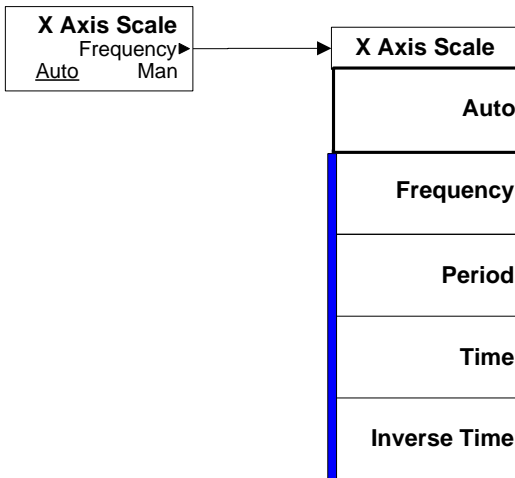 X Axis Scale
Frequency
Auto Man
X Axis Scale
Auto
Frequency
Period
Time
Inverse Time